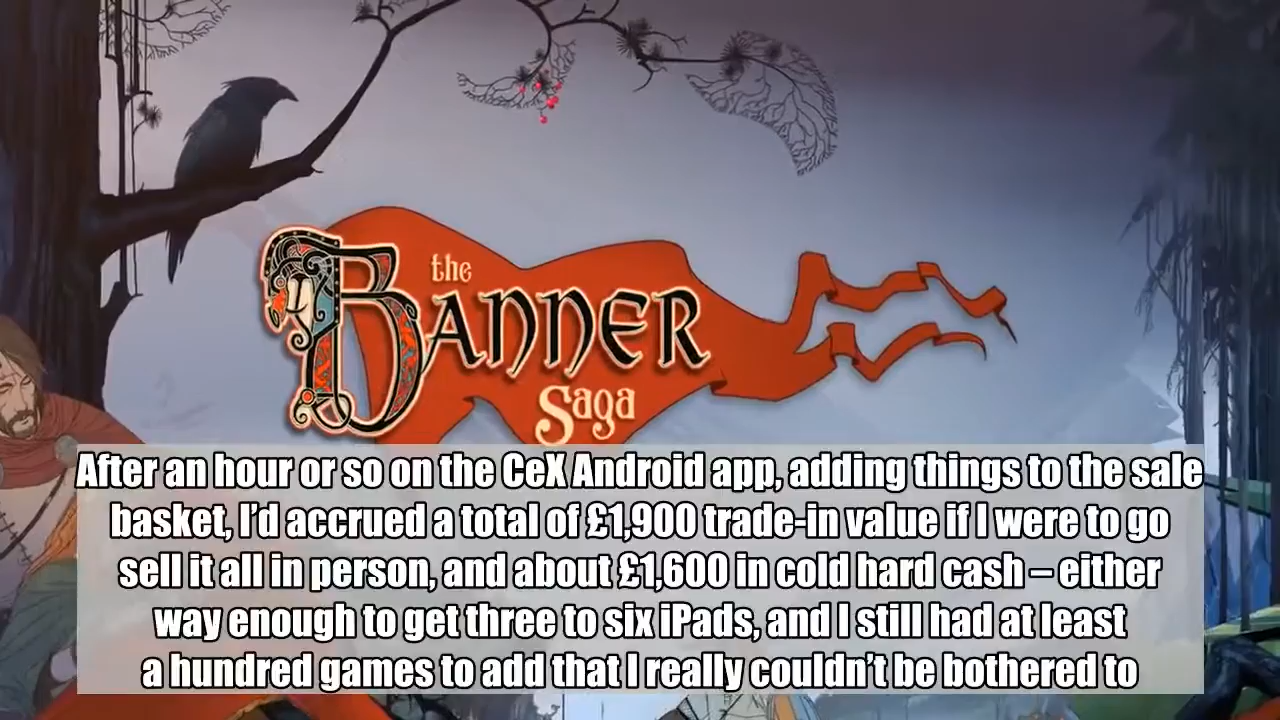 the
BANNER
Saga
After an hour or so on the CeX Android app, adding things to the sale
basket, I’d accrued a total of £1,900 trade-in value if I were to go
sell it all in person, and about £1,600 in cold hard cash – either
way enough to get three to six iPads, and I still had at least
a hundred games to add that I really couldn’t be bothered to